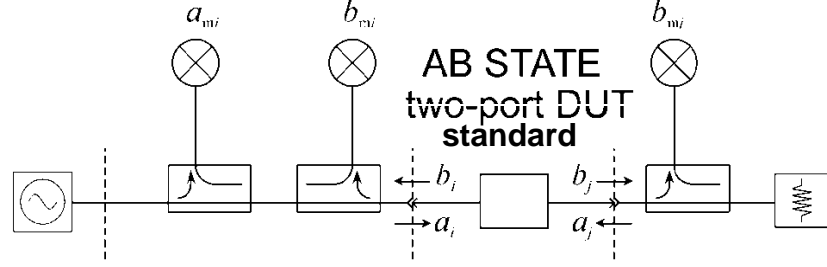 a_mi b_mi b_mj
AB STATE
two-port DUT
standard
b_i b_j
a_i a_j